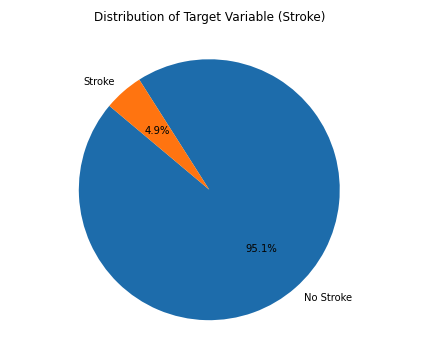 Distribution of Target Variable (Stroke)
Stroke
4.9%
95.1%
No Stroke